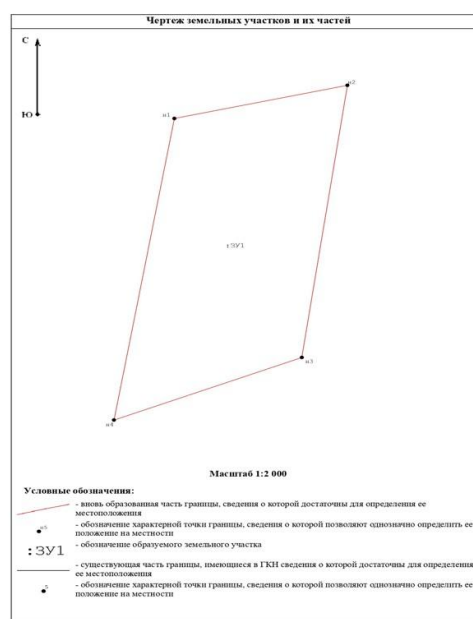 Чертеж земельных участков и их частей
С
Ю
н1
н2
:ЗУ1
н3
н4
Масштаб 1:2 000
Условные обозначения:
- вновь образованная часть границы, сведения о которой достаточны для определения ее
местоположения
н5
- обозначение характерной точки границы, сведения о которой позволяют однозначно определить ее
положение на местности
:ЗУ1
- обозначение образуемого земельного участка
- существующая часть границы, имеющиеся в ГКН сведения о которой достаточны для определения
ее местоположения
5
- обозначение характерной точки границы, сведения о которой позволяют однозначно определить ее
положение на местности